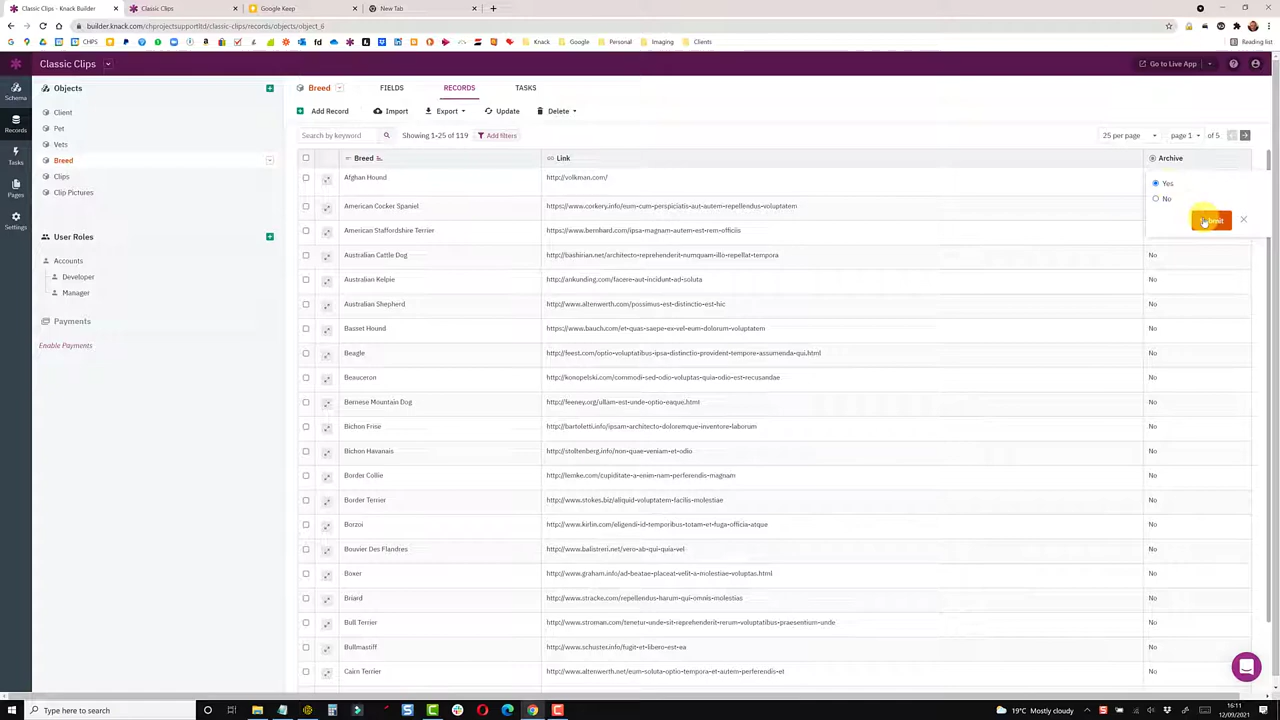 Classic Clips - Knack Builder
Classic Clips
Google Keep
New Tab
builder.knack.com/chprojectsupportltd/classic-clips/records/objects/object_6
CHPS
Knack
Google
Personal
Imaging
Clients
Reading list
Classic Clips
Go to Live App
Objects
Breed
FIELDS
RECORDS
TASKS
Schema
Client
Add Record
Import
Export
Update
Delete
Pet
Records
Vets
Search by keyword
Showing 1-25 of 119
Add filters
25 per page
page 1
of 5
Tasks
Breed
Breed
Link
Archive
Clips
Afghan Hound
http://volkman.com/
Yes
Pages
Clip Pictures
No
American Cocker Spaniel
https://www.corkery.info/eum-cum-perspiciatis-aut-autem-repellendus-voluptatem
Submit
Settings
User Roles
American Staffordshire Terrier
https://www.bernhard.com/ipsa-magnam-autem-est-rem-officiis
Accounts
Australian Cattle Dog
http://bashirian.net/architecto-reprehenderit-numquam-illo-repellat-tempora
No
Developer
Australian Kelpie
http://ankunding.com/facere-aut-incidunt-ad-soluta
No
Manager
Australian Shepherd
http://www.altenwerth.com/possimus-est-distinctio-est-hic
No
Payments
Basset Hound
https://www.bauch.com/et-quas-saepe-ex-vel-eum-dolorum-voluptatem
No
Enable Payments
Beagle
http://feest.com/optio-voluptatibus-ipsa-distinctio-provident-tempore-assumenda-qui.html
No
Beauceron
http://konopelski.com/commodi-sed-odio-voluptas-quia-odio-est-recusandae
No
Bernese Mountain Dog
http://feeney.org/ullam-est-unde-optio-eaque.html
No
Bichon Frise
http://bartoletti.info/ipsam-architecto-doloremque-inventore-laborum
No
Bichon Havanais
http://stoltenberg.info/non-quae-veniam-et-odio
No
Border Collie
http://lemke.com/cupiditate-a-enim-nam-perferendis-magnam
No
Border Terrier
http://www.stokes.biz/aliquid-voluptatem-facilis-molestiae
No
Borzoi
http://www.kirlin.com/eligendi-id-temporibus-totam-et-fuga-officia-atque
No
Bouvier Des Flandres
http://www.balistreri.net/vero-ab-qui-quia-vel
No
Boxer
http://www.graham.info/ad-beatae-placeat-velit-a-molestiae-voluptas.html
No
Briard
http://www.stracke.com/repellendus-harum-qui-omnis-molestias
No
Bull Terrier
http://www.stroman.com/tenetur-unde-sit-reprehenderit-rerum-voluptatibus-praesentium-unde
No
Bullmastiff
http://www.schuster.info/fugit-et-libero-est-ea
No
Cairn Terrier
http://www.altenwerth.net/eum-soluta-optio-tempora-et-autem-perferendis-et
No
Type here to search
19°C Mostly cloudy
16:11
12/09/2021